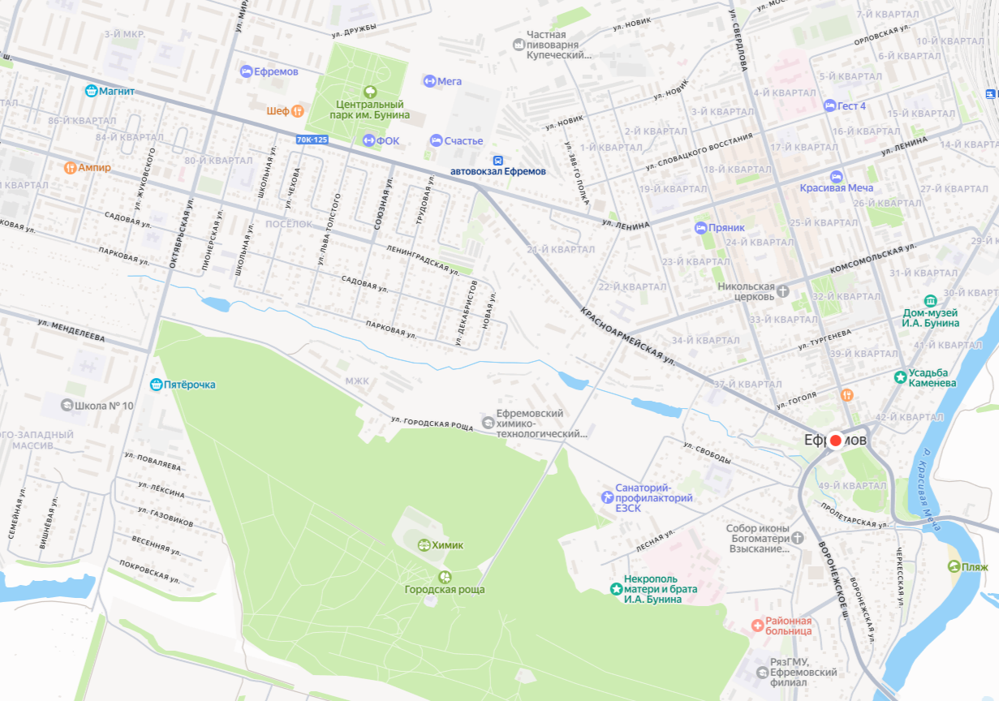 ул. МИРА
ул. ДРУЖБЫ
3-Й МКР.
ш.
Магнит
Ефремов
Шеф
Центральный
парк им. Бунина
Мега
Частная
пивоварня
Купеческий...
ул. НОВИК
ул. СВЕРДЛОВА
7-Й КВАРТАЛ
ОРЛОВСКАЯ ул.
10-Й КВАРТАЛ
6-Й КВАРТАЛ
5-Й КВАРТАЛ
4-Й КВАРТАЛ
Гест 4
15-Й КВАРТАЛ
ул. НОВИК
3-Й КВАРТАЛ
ул. НОВИК
2-Й КВАРТАЛ
16-Й КВАРТАЛ
1-Й КВАРТАЛ
17-Й КВАРТАЛ
14-Й КВАРТАЛ
ул. ЛЕНИНА
86-Й КВАРТАЛ
84-Й КВАРТАЛ
80-Й КВАРТАЛ
70К-125
ФОК
Счастье
автовокзал Ефремов
ул. 388-ГО ПОЛКА
ул. СЛОВАЦКОГО ВОССТАНИЯ
18-Й КВАРТАЛ
19-Й КВАРТАЛ
Красивая Меча
27-Й КВАРТАЛ
26-Й КВАРТАЛ
Ампир
Й КВАРТАЛ
ул. ЖУКОВСКОГО
ШКОЛЬНАЯ ул.
ул. ЧЕХОВА
ул. ЛЬВА ТОЛСТОГО
СОЮЗНАЯ ул.
ТРУДОВАЯ ул.
САДОВАЯ ул.
ПОСЁЛОК
ОКТЯБРЬСКАЯ ул.
ПИОНЕРСКАЯ ул.
ШКОЛЬНАЯ ул.
ПАРКОВАЯ ул.
ЛЕНИНГРАДСКАЯ ул.
САДОВАЯ ул.
ПАРКОВАЯ ул.
ул. ДЕКАБРИСТОВ
НОВАЯ ул.
ул. ЛЕНИНА
Пряник
25-Й КВАРТАЛ
24-Й КВАРТАЛ
21-Й КВАРТАЛ
23-Й КВАРТАЛ
22-Й КВАРТАЛ
КОМСОМОЛЬСКАЯ ул.
31-Й КВАРТАЛ
30-Й КВАРТАЛ
Никольская
церковь
32-Й КВАРТАЛ
33-Й КВАРТАЛ
Дом-музей
И.А. Бунина
КРАСНОАРМЕЙСКАЯ ул.
34-Й КВАРТАЛ
ул. ТУРГЕНЕВА
39-Й КВАРТАЛ
41-Й КВАРТАЛ
37-Й КВАРТАЛ
Усадьба
Каменева
ул. ГОГОЛЯ
42-Й КВАРТАЛ
ул. МЕНДЕЛЕЕВА
Пятёрочка
Школа № 10
МЖК
ул. ГОРОДСКАЯ РОЩА
Ефремовский
химико-
технологический...
МАССИВ
ул. ПОВАЛЯЕВА
ул. ЛЁКСИНА
ул. ГАЗОВИКОВ
ВЕСЕННЯЯ ул.
ПОКРОВСКАЯ ул.
СЕМЕЙНАЯ ул.
ВИШНЁВАЯ ул.
ул. СВОБОДЫ
49-Й КВАРТАЛ
р. Красивая Меча
Санаторий-
профилакторий
ЕЗСК
ПРОЛЕТАРСКАЯ ул.
Собор иконы
Богоматери
Взыскание...
ЛЕСНАЯ ул.
Химик
Городская роща
Некрополь
матери и брата
И.А. Бунина
ВОРОНЕЖСКОЕ ш.
ВОРОНЕЖСКАЯ ул.
ЧЕРКЕССКАЯ ул.
Пляж
Районная
больница
РязГМУ,
Ефремовский
филиал